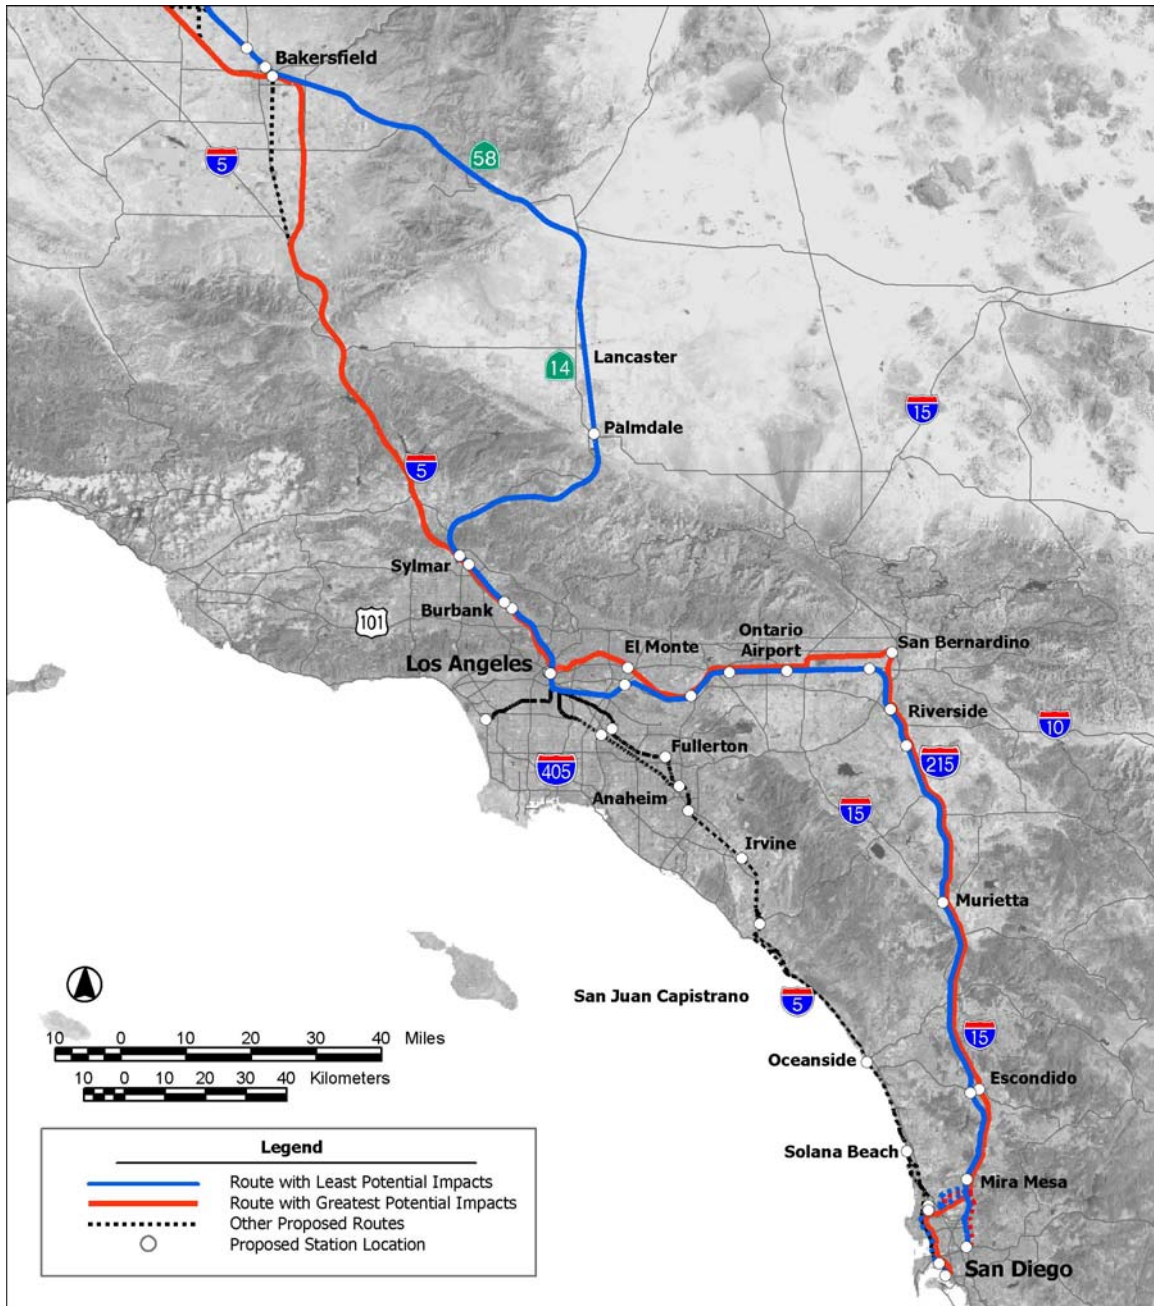 Bakersfield
58
5
Lancaster
14
15
Palmdale
5
Sylmar
Burbank
101
El Monte
Ontario
Airport
San Bernardino
Los Angeles
Riverside
10
Fullerton
215
405
Anaheim
15
Irvine
Murietta
San Juan Capistrano
5
15
10 0 10 20 30 40 Miles
Oceanside
10 0 10 20 30 40 Kilometers
Escondido
Solana Beach
Mira Mesa
San Diego
Legend
Route with Least Potential Impacts
Route with Greatest Potential Impacts
Other Proposed Routes
Proposed Station Location